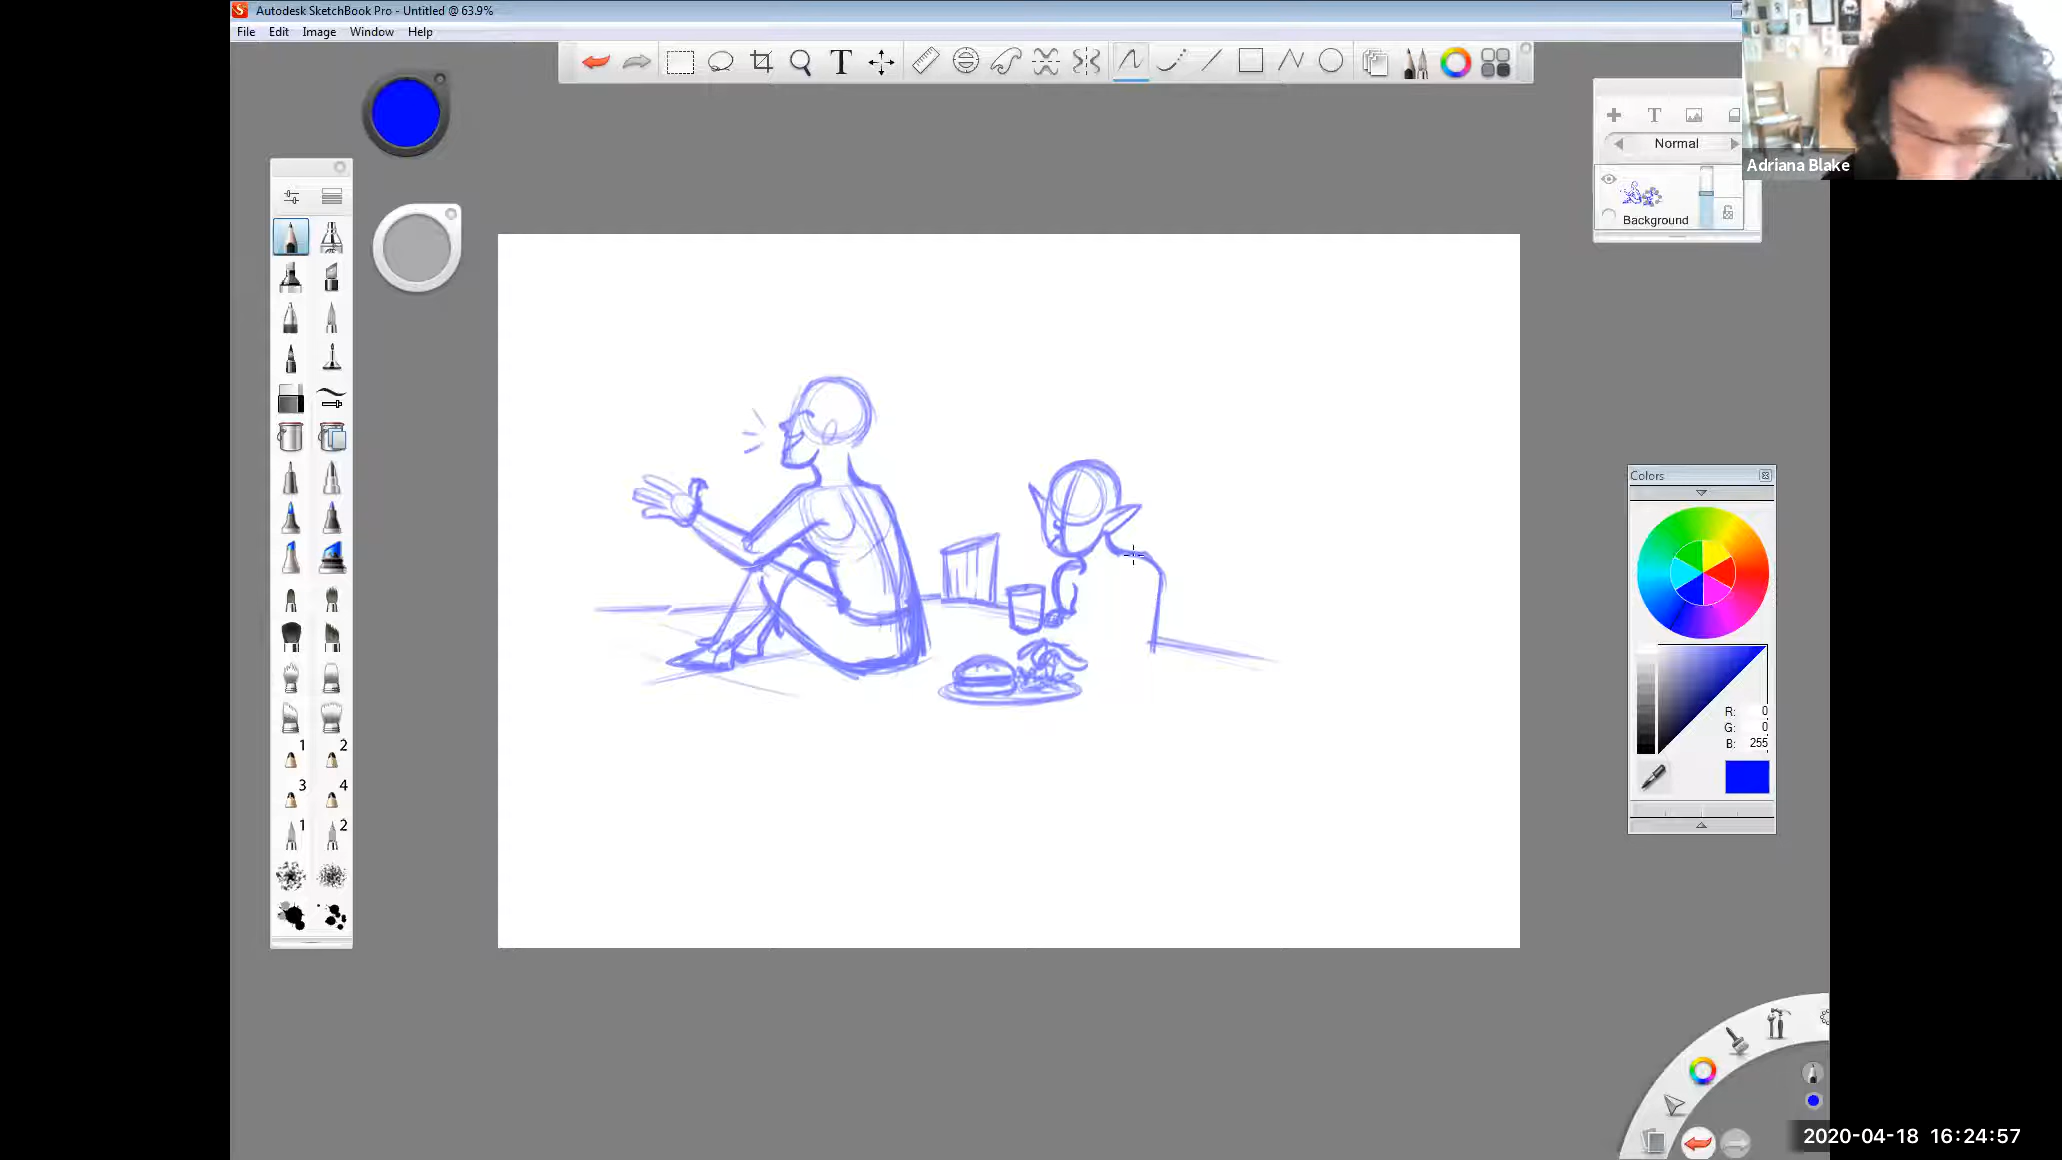 Autodesk SketchBook Pro - Untitled @ 63.9%
File Edit Image Window Help
T
T
Normal
Adriana Blake
Background
1 2
3 4
1 2
Colors
R: 0
G: 0
B: 255
2020-04-18 16:24:57